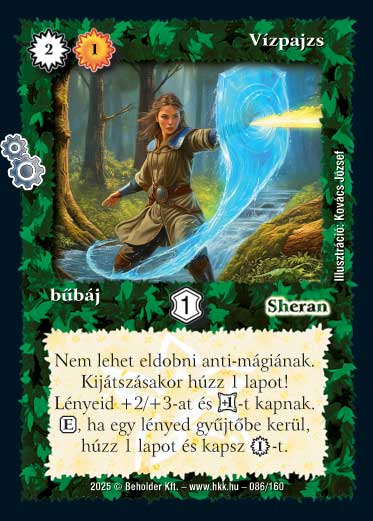 2
1
Vízpajzs
Illusztráció: Kovács József
bűbáj
1
Sheran
Nem lehet eldobni anti-mágiának.
Kijátszásakor húzz 1 lapot!
Lényeid +2/+3-at és +1-t kapnak.
E, ha egy lényed gyűjtőbe kerül,
húzz 1 lapot és kapsz 1-t.
2025 © Beholder Kft. – www.hkk.hu – 086/160